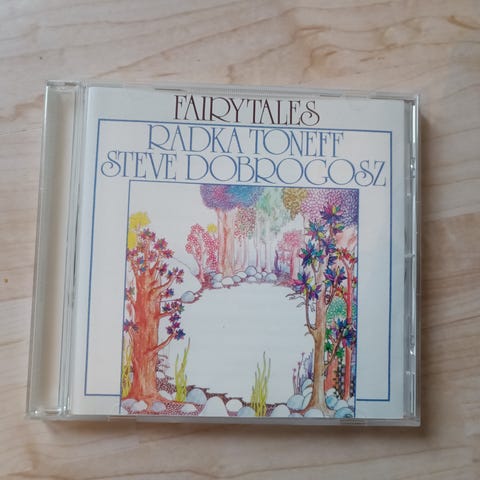 FAIRYTALES
RADKA TONEFF
STEVE DOBROGOSZ